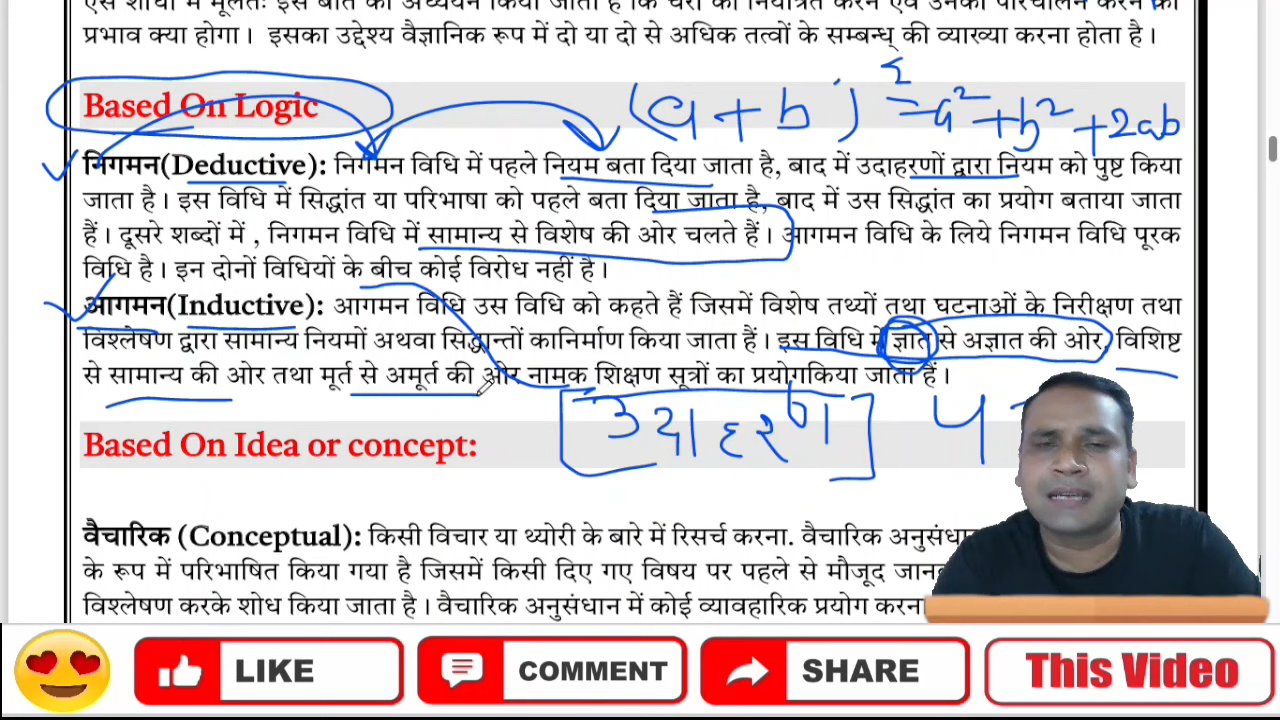 ऐसे शोधों में मूलतः इस बात का अध्ययन किया जाता है कि चरों को नियंत्रित करने एवं उनका परिचालन करने का
प्रभाव क्या होगा। इसका उद्देश्य वैज्ञानिक रूप में दो या दो से अधिक तत्वों के सम्बन्ध् की व्याख्या करना होता है।
Based On Logic
(a + b)² = a² + b² + 2ab
निगमन(Deductive): निगमन विधि में पहले नियम बता दिया जाता है, बाद में उदाहरणों द्वारा नियम को पुष्ट किया
जाता है। इस विधि में सिद्धांत या परिभाषा को पहले बता दिया जाता है, बाद में उस सिद्धांत का प्रयोग बताया जाता
हैं। दूसरे शब्दों में , निगमन विधि में सामान्य से विशेष की ओर चलते हैं। आगमन विधि के लिये निगमन विधि पूरक
विधि है। इन दोनों विधियों के बीच कोई विरोध नहीं है।
आगमन(Inductive): आगमन विधि उस विधि को कहते हैं जिसमें विशेष तथ्यों तथा घटनाओं के निरीक्षण तथा
विश्लेषण द्वारा सामान्य नियमों अथवा सिद्धान्तों कानिर्माण किया जाता हैं। इस विधि में ज्ञात से अज्ञात की ओर, विशिष्ट
से सामान्य की ओर तथा मूर्त से अमूर्त की ओर नामक शिक्षण सूत्रों का प्रयोगकिया जाता हैं।
उदाहरण
Based On Idea or concept:
वैचारिक (Conceptual): किसी विचार या थ्योरी के बारे में रिसर्च करना. वैचारिक
के रूप में परिभाषित किया गया है जिसमें किसी दिए गए विषय पर पहले से मौजूद
विश्लेषण करके शोध किया जाता है। वैचारिक अनुसंधान में कोई व्यावहारिक प्रयोग
LIKE COMMENT SHARE This Video